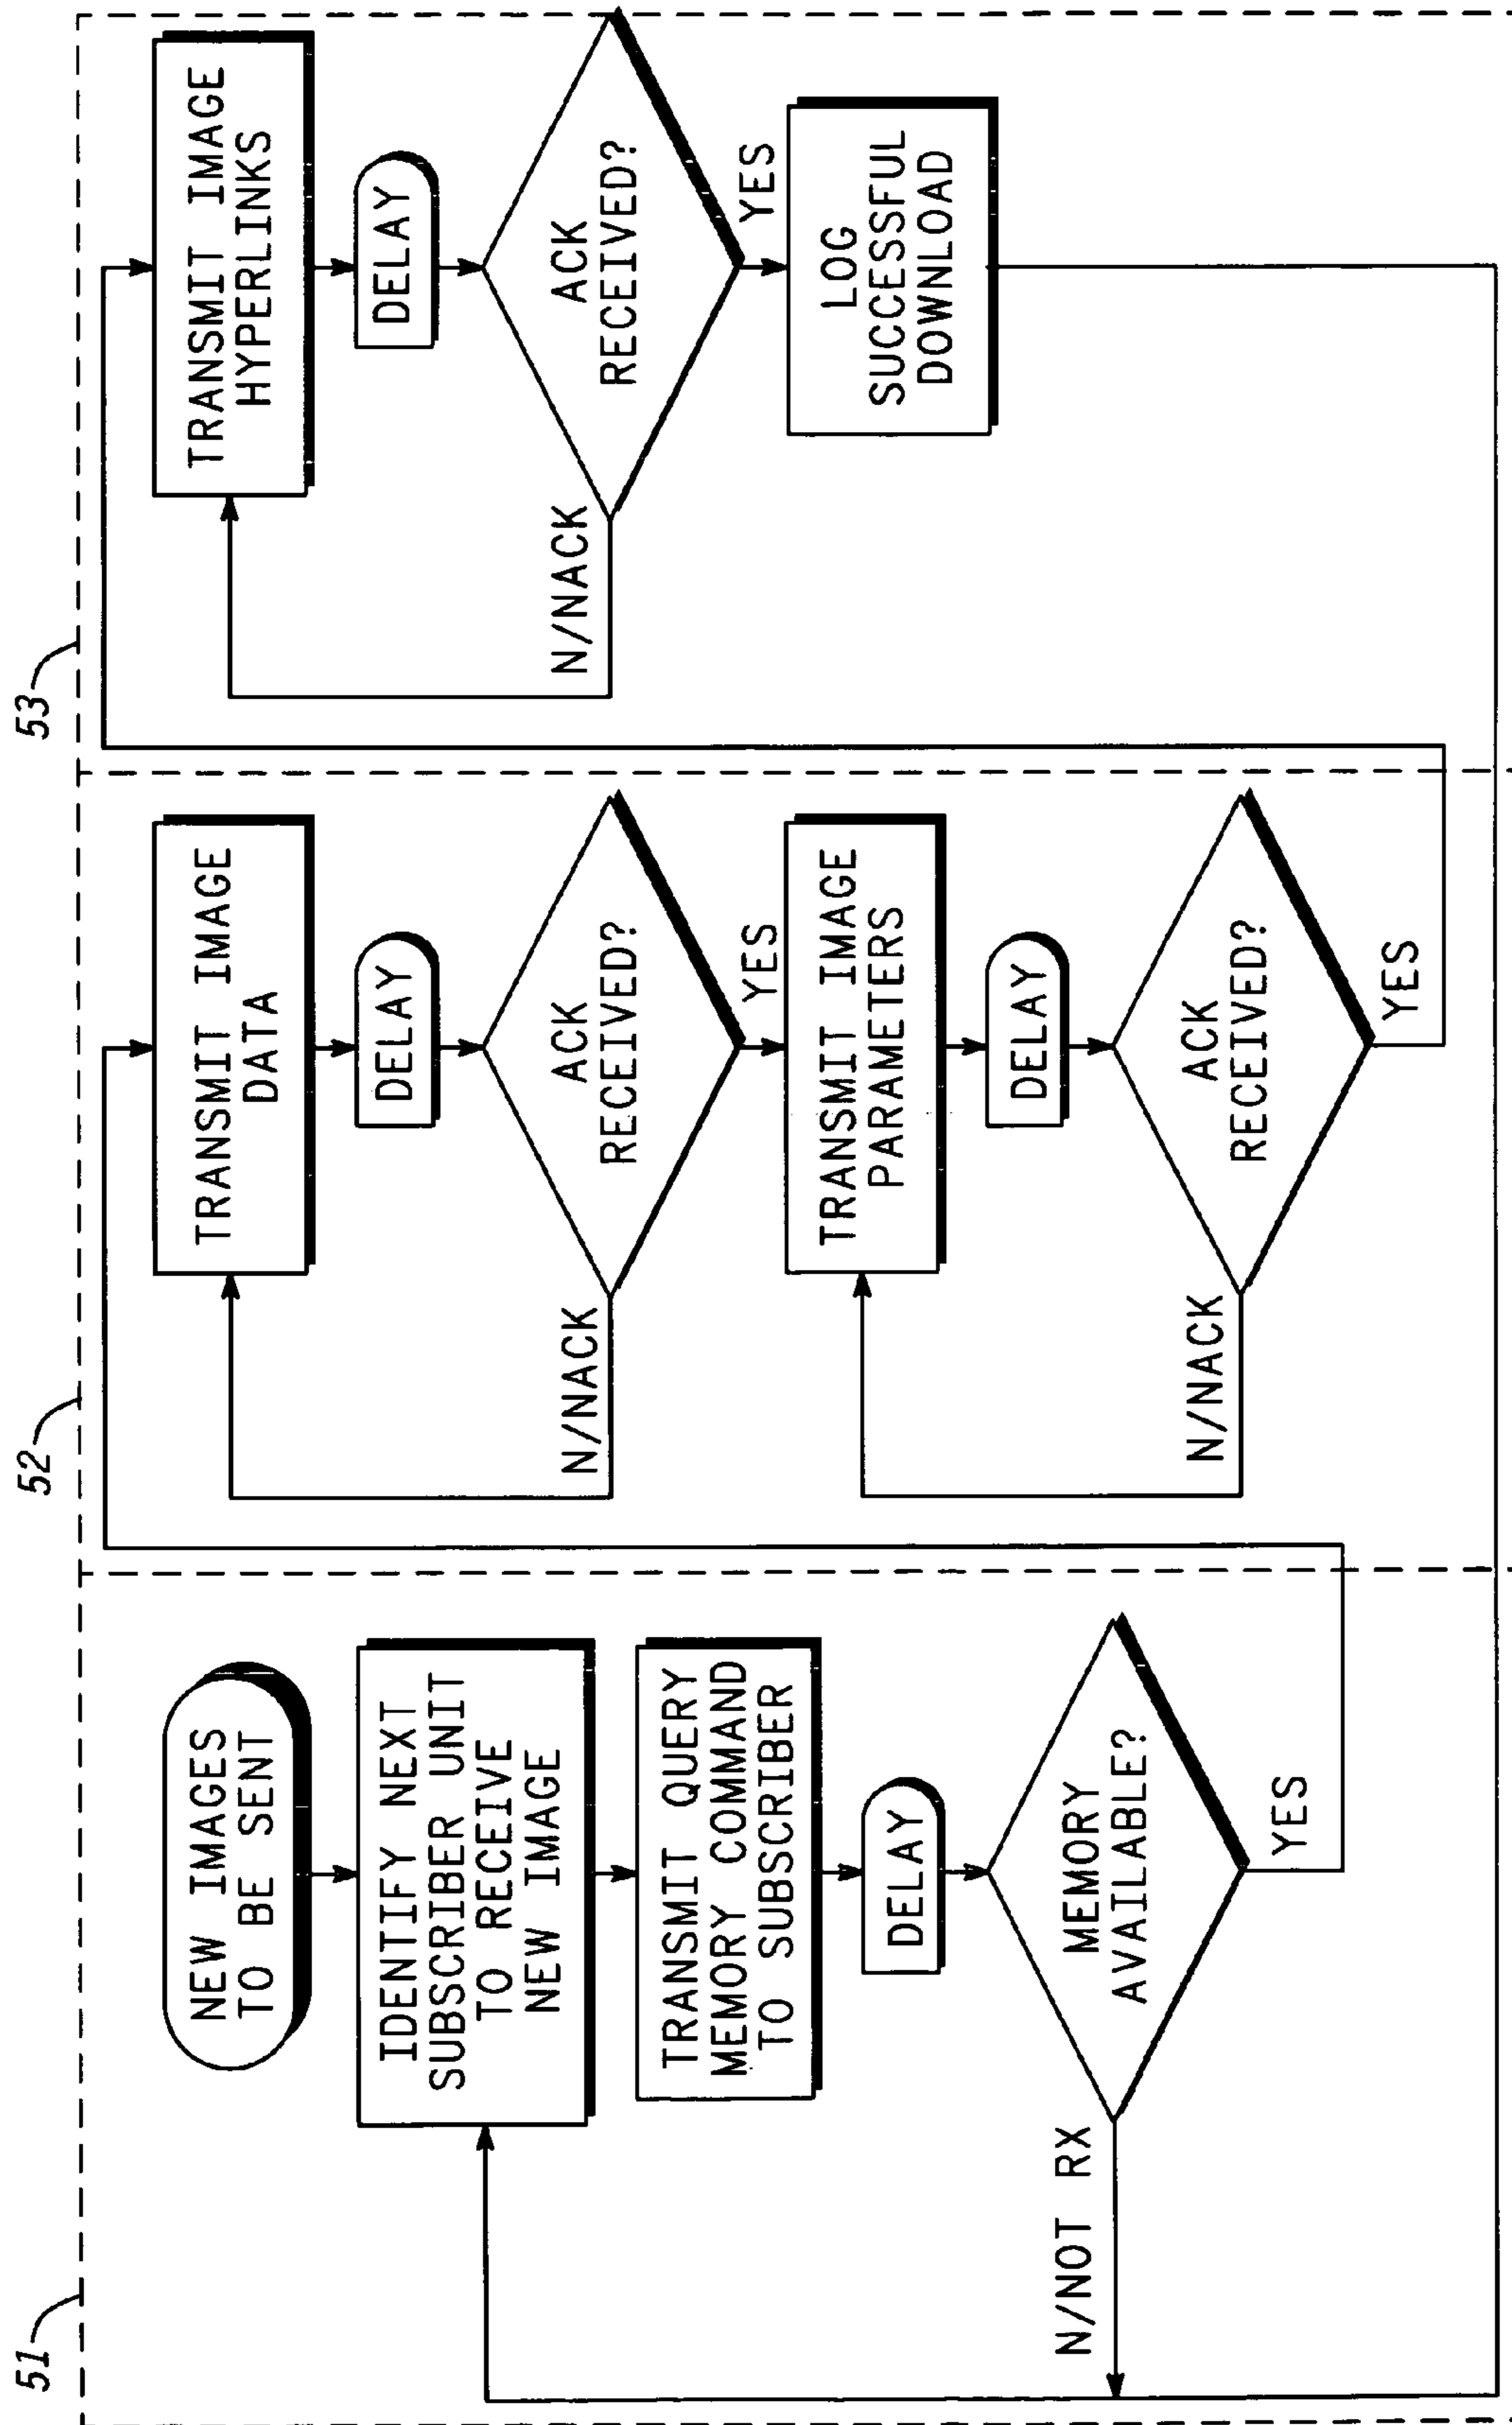 51
NEW IMAGES
TO BE SENT
IDENTIFY NEXT
SUBSCRIBER UNIT
TO RECEIVE
NEW IMAGE
TRANSMIT QUERY
MEMORY COMMAND
TO SUBSCRIBER
DELAY
MEMORY
AVAILABLE?
N/NOT RX
YES
52
TRANSMIT IMAGE
DATA
DELAY
ACK
RECEIVED?
N/NACK
YES
TRANSMIT IMAGE
PARAMETERS
DELAY
ACK
RECEIVED?
N/NACK
YES
53
TRANSMIT IMAGE
HYPERLINKS
DELAY
ACK
RECEIVED?
N/NACK
YES
LOG
SUCCESSFUL
DOWNLOAD